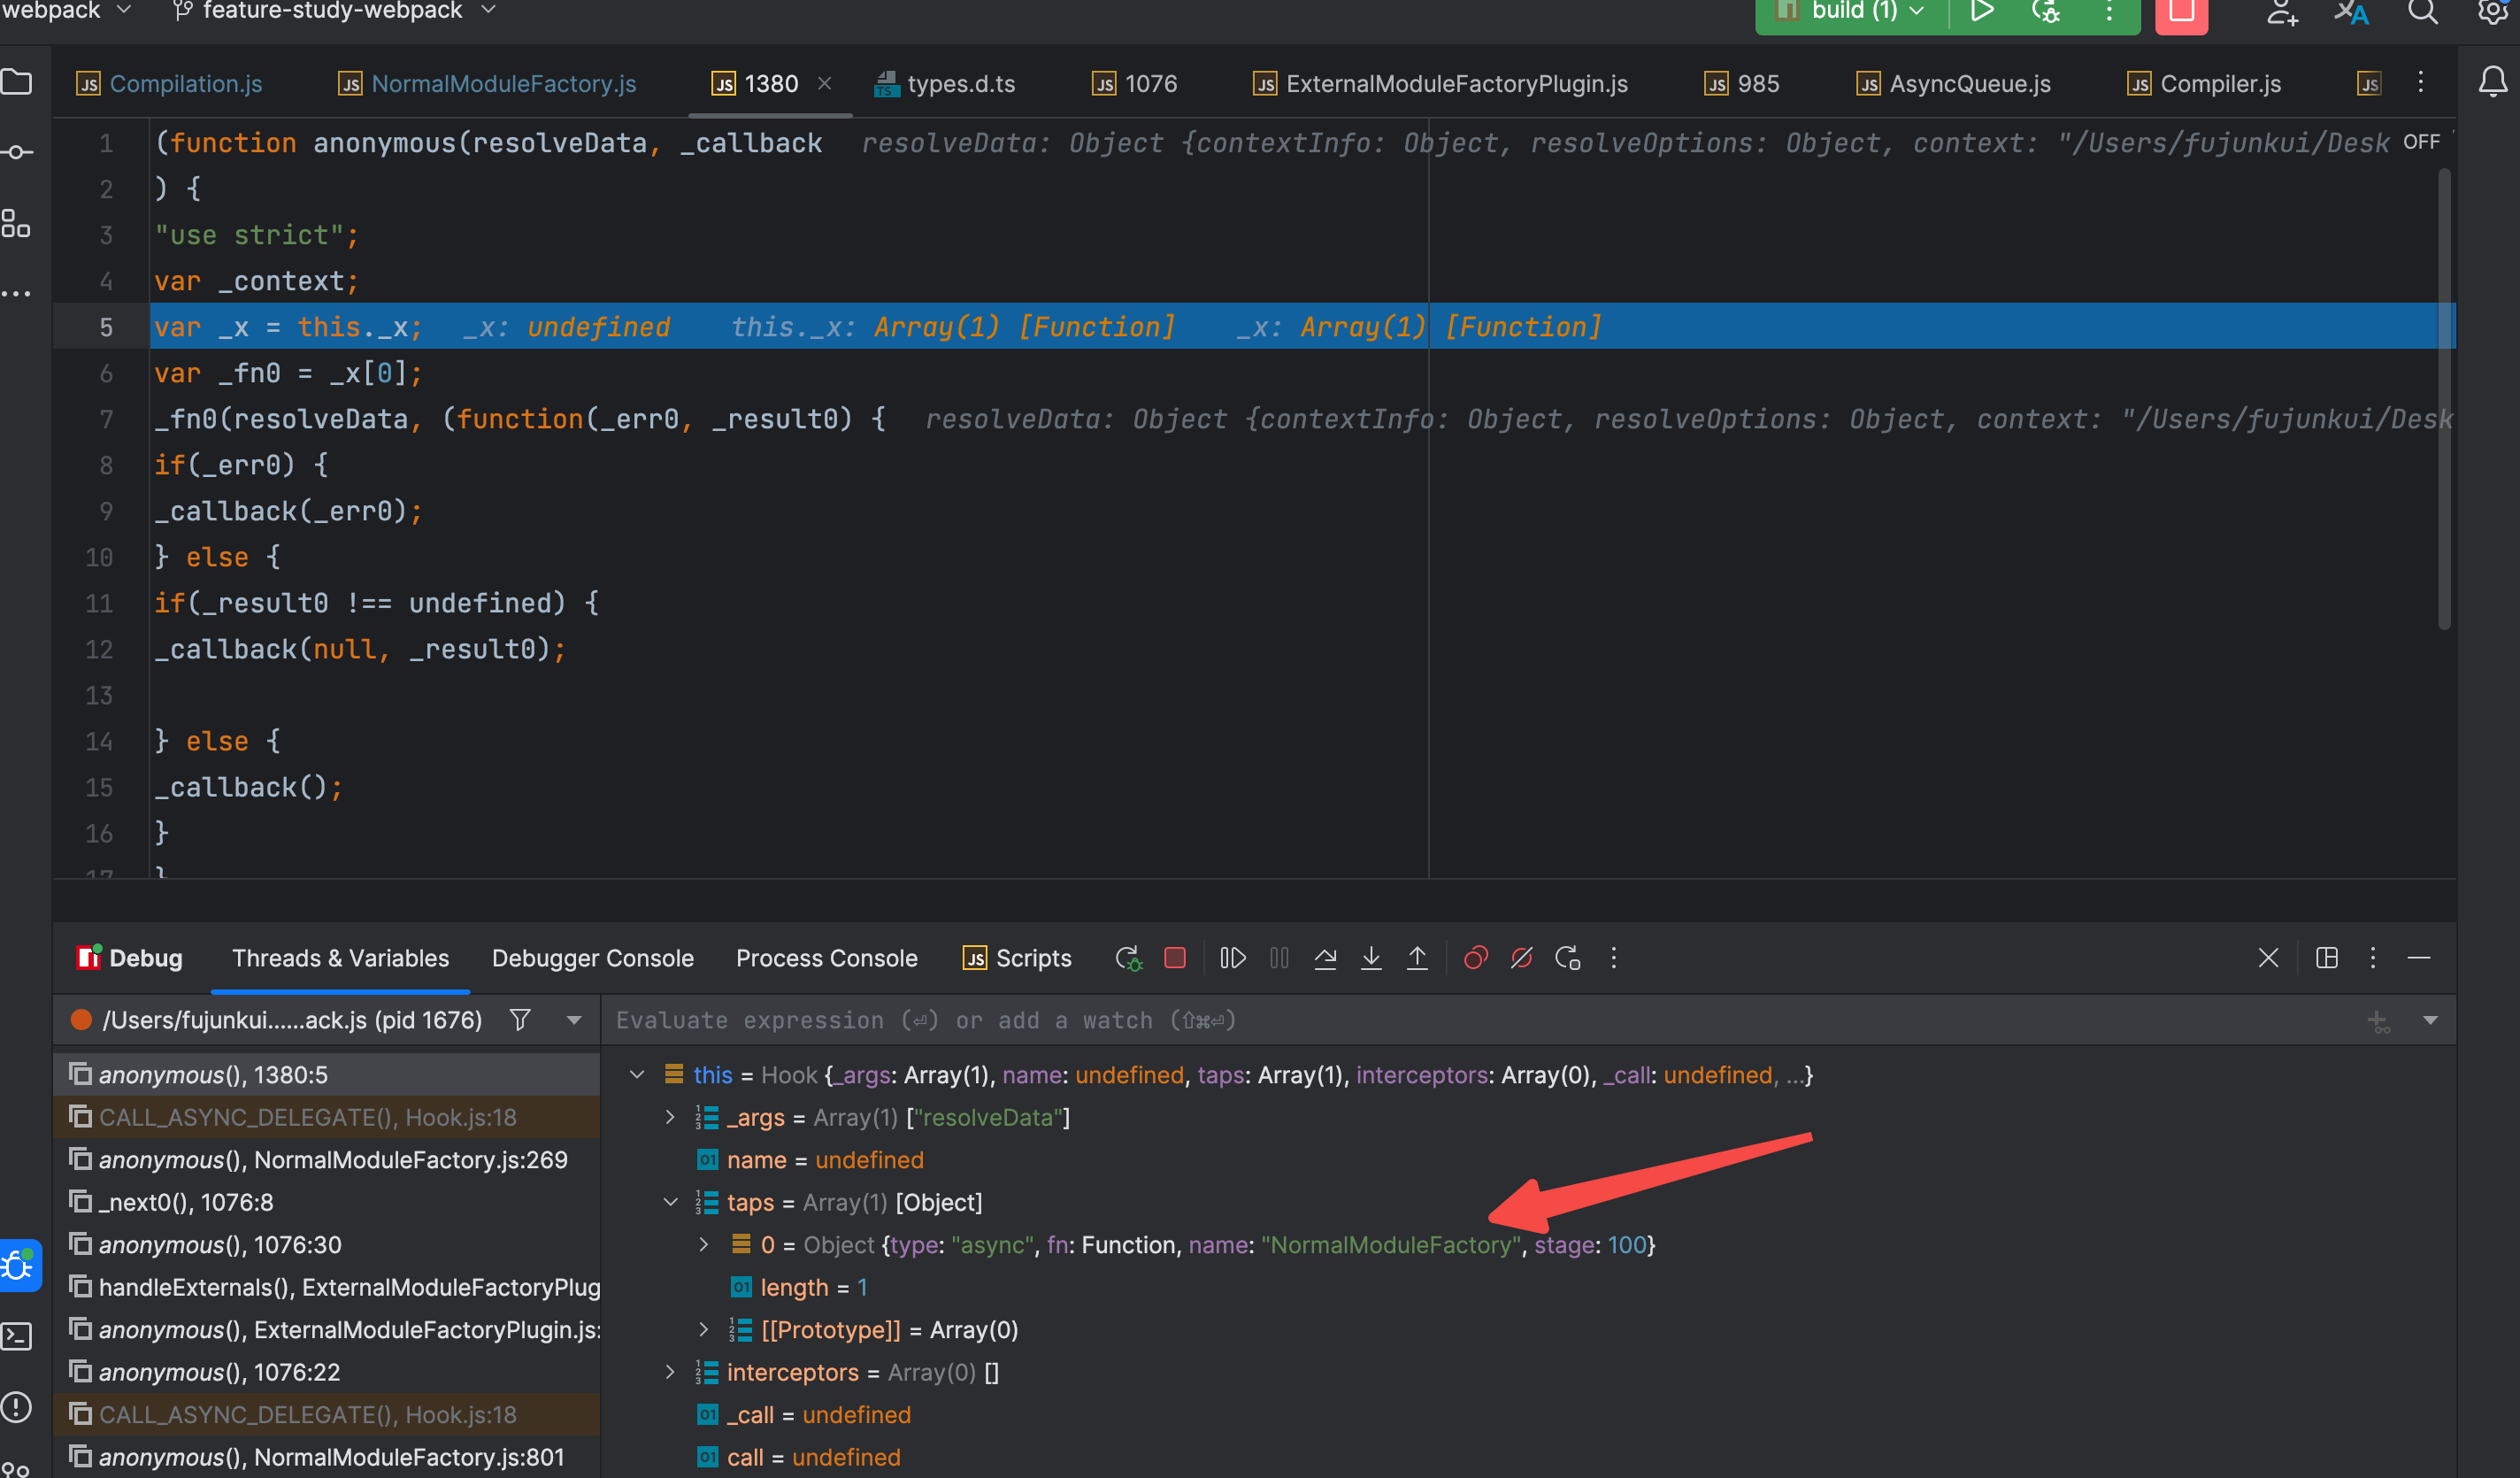 webpack feature-study-webpack build (1)
Compilation.js NormalModuleFactory.js 1380 types.d.ts 1076 ExternalModuleFactoryPlugin.js 985 AsyncQueue.js Compiler.js
1 (function anonymous(resolveData, _callback resolveData: Object {contextInfo: Object, resolveOptions: Object, context: "/Users/fujunkui/Desk OFF
2 ) {
3 "use strict";
4 var _context;
5 var _x = this._x; _x: undefined this._x: Array(1) [Function] _x: Array(1) [Function]
6 var _fn0 = _x[0];
7 _fn0(resolveData, (function(_err0, _result0) { resolveData: Object {contextInfo: Object, resolveOptions: Object, context: "/Users/fujunkui/Desk
8 if(_err0) {
9 _callback(_err0);
10 } else {
11 if(_result0 !== undefined) {
12 _callback(null, _result0);
13
14 } else {
15 _callback();
16 }
17 }
Debug Threads & Variables Debugger Console Process Console Scripts
/Users/fujunkui......ack.js (pid 1676) Evaluate expression (⏎) or add a watch (⇧⌘⏎)
anonymous(), 1380:5
CALL_ASYNC_DELEGATE(), Hook.js:18
anonymous(), NormalModuleFactory.js:269
_next0(), 1076:8
anonymous(), 1076:30
handleExternals(), ExternalModuleFactoryPlug
anonymous(), ExternalModuleFactoryPlugin.js:
anonymous(), 1076:22
CALL_ASYNC_DELEGATE(), Hook.js:18
anonymous(), NormalModuleFactory.js:801
this = Hook {_args: Array(1), name: undefined, taps: Array(1), interceptors: Array(0), _call: undefined, ...}
_args = Array(1) ["resolveData"]
name = undefined
taps = Array(1) [Object]
0 = Object {type: "async", fn: Function, name: "NormalModuleFactory", stage: 100}
length = 1
[[Prototype]] = Array(0)
interceptors = Array(0) []
_call = undefined
call = undefined